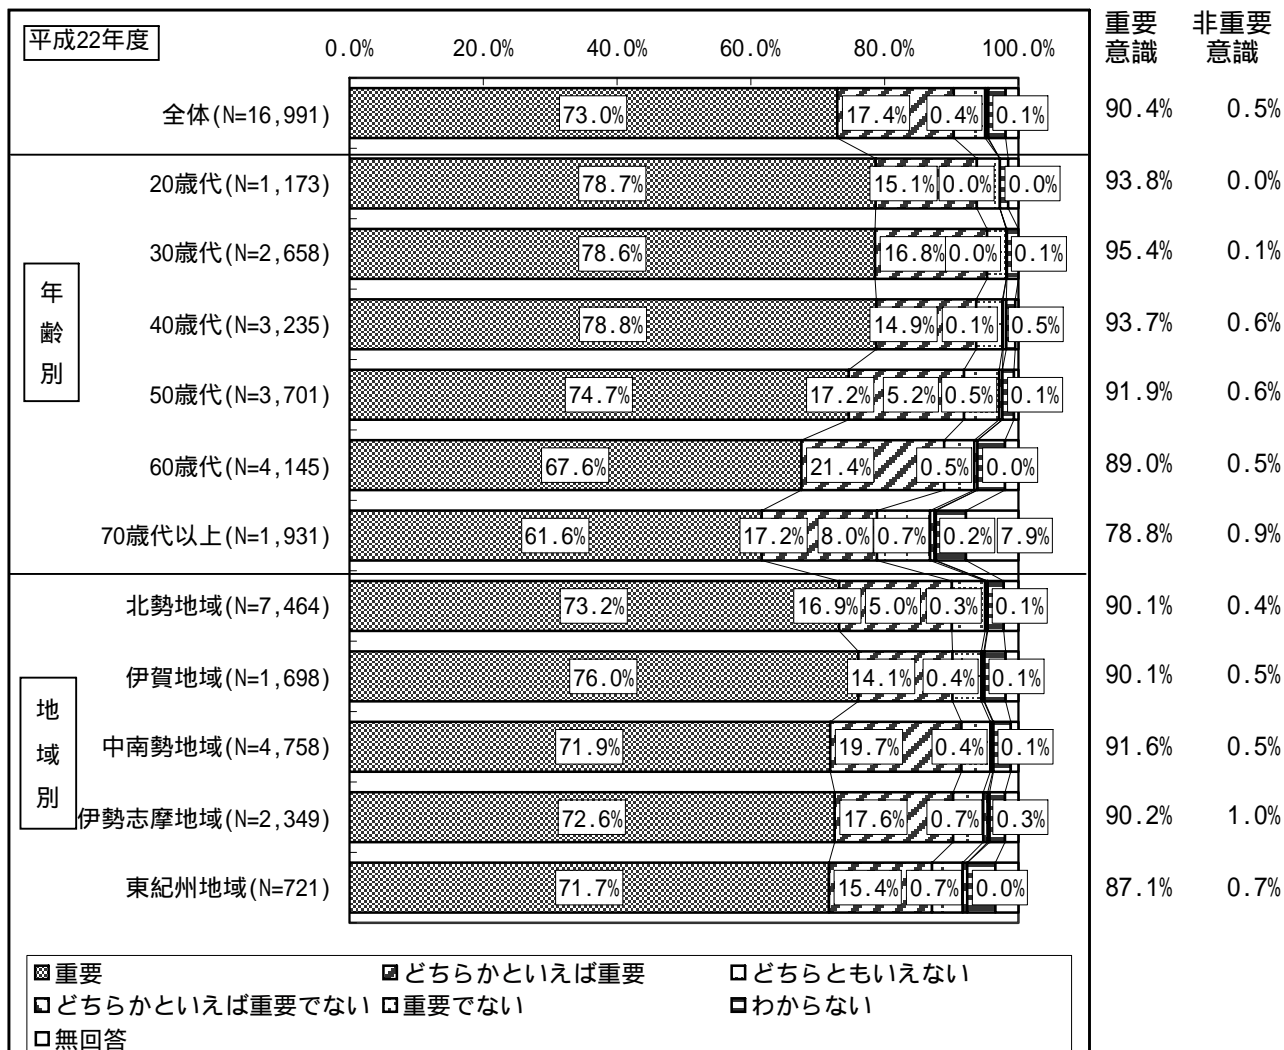 平成22年度
0.0% 20.0% 40.0% 60.0% 80.0% 100.0%
重要意識 非重要意識
全体(N=16,991) 73.0% 17.4% 0.4% 0.1% 90.4% 0.5%
年齢別
20歳代(N=1,173) 78.7% 15.1% 0.0% 0.0% 93.8% 0.0%
30歳代(N=2,658) 78.6% 16.8% 0.0% 0.1% 95.4% 0.1%
40歳代(N=3,235) 78.8% 14.9% 0.1% 0.5% 93.7% 0.6%
50歳代(N=3,701) 74.7% 17.2% 5.2% 0.5% 0.1% 91.9% 0.6%
60歳代(N=4,145) 67.6% 21.4% 0.5% 0.0% 89.0% 0.5%
70歳代以上(N=1,931) 61.6% 17.2% 8.0% 0.7% 0.2% 7.9% 78.8% 0.9%
地域別
北勢地域(N=7,464) 73.2% 16.9% 5.0% 0.3% 0.1% 90.1% 0.4%
伊賀地域(N=1,698) 76.0% 14.1% 0.4% 0.1% 90.1% 0.5%
中南勢地域(N=4,758) 71.9% 19.7% 0.4% 0.1% 91.6% 0.5%
伊勢志摩地域(N=2,349) 72.6% 17.6% 0.7% 0.3% 90.2% 1.0%
東紀州地域(N=721) 71.7% 15.4% 0.7% 0.0% 87.1% 0.7%
重要 どちらかといえば重要 どちらともいえない
どちらかといえば重要でない 重要でない わからない
無回答